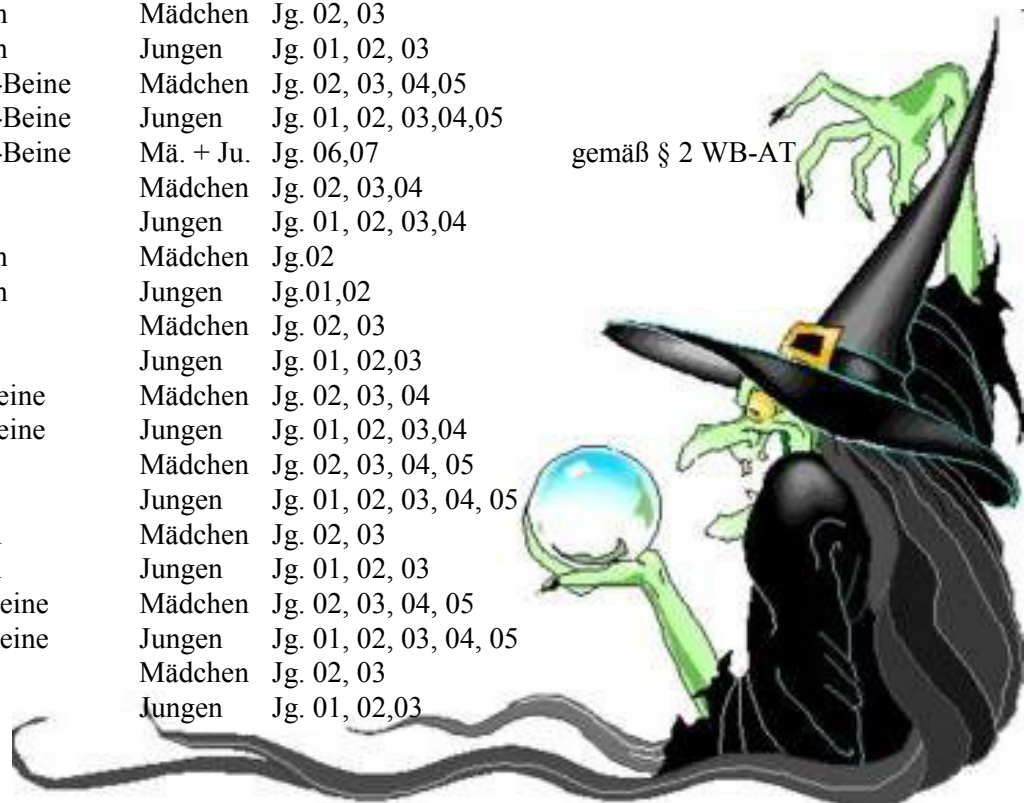 n Mädchen Jg. 02, 03
n Jungen Jg. 01, 02, 03
-Beine Mädchen Jg. 02, 03, 04,05
-Beine Jungen Jg. 01, 02, 03,04,05
-Beine Mä. + Ju. Jg. 06,07 gemäß § 2 WB-AT
Mädchen Jg. 02, 03,04
Jungen Jg. 01, 02, 03,04
n Mädchen Jg.02
n Jungen Jg.01,02
Mädchen Jg. 02, 03
Jungen Jg. 01, 02,03
eine Mädchen Jg. 02, 03, 04
eine Jungen Jg. 01, 02, 03,04
Mädchen Jg. 02, 03, 04, 05
Jungen Jg. 01, 02, 03, 04, 05
Mädchen Jg. 02, 03
Jungen Jg. 01, 02, 03
eine Mädchen Jg. 02, 03, 04, 05
eine Jungen Jg. 01, 02, 03, 04, 05
Mädchen Jg. 02, 03
Jungen Jg. 01, 02,03